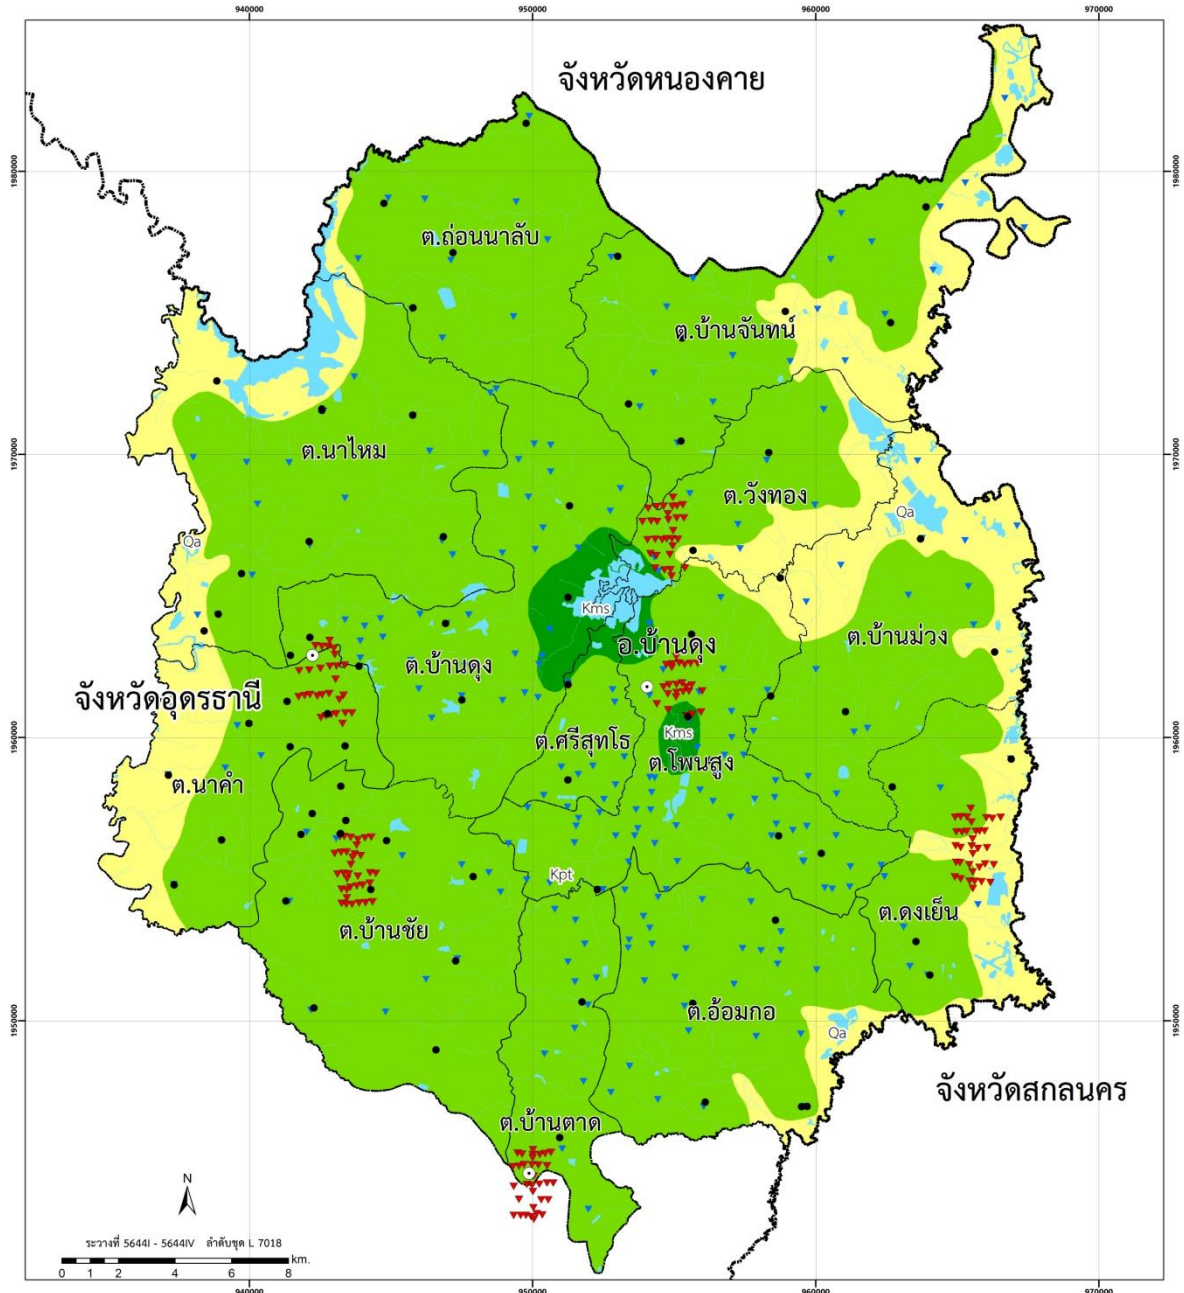 940000 950000 960000 970000
จังหวัดหนองคาย
1980000 1980000
ต.ถ่อนนาลับ
ต.บ้านจันทน์
ต.นาไหม
1970000 1970000
ต.วังทอง
Qa
Qa
Kms
อ.บ้านดุง
ต.บ้านม่วง
ต.บ้านดุง
จังหวัดอุดรธานี
ต.ศรีสุทโธ
Kms
1960000 1960000
ต.โพนสูง
ต.นาคำ
Kpt
ต.ดงเย็น
ต.บ้านชัย
ต.อ้อมกอ
1950000 1950000
Qa
จังหวัดสกลนคร
ต.บ้านตาด
N
ระวางที่ 5644I - 5644IV ลำดับชุด L 7018
km.
0 1 2 4 6 8
940000 950000 960000 970000